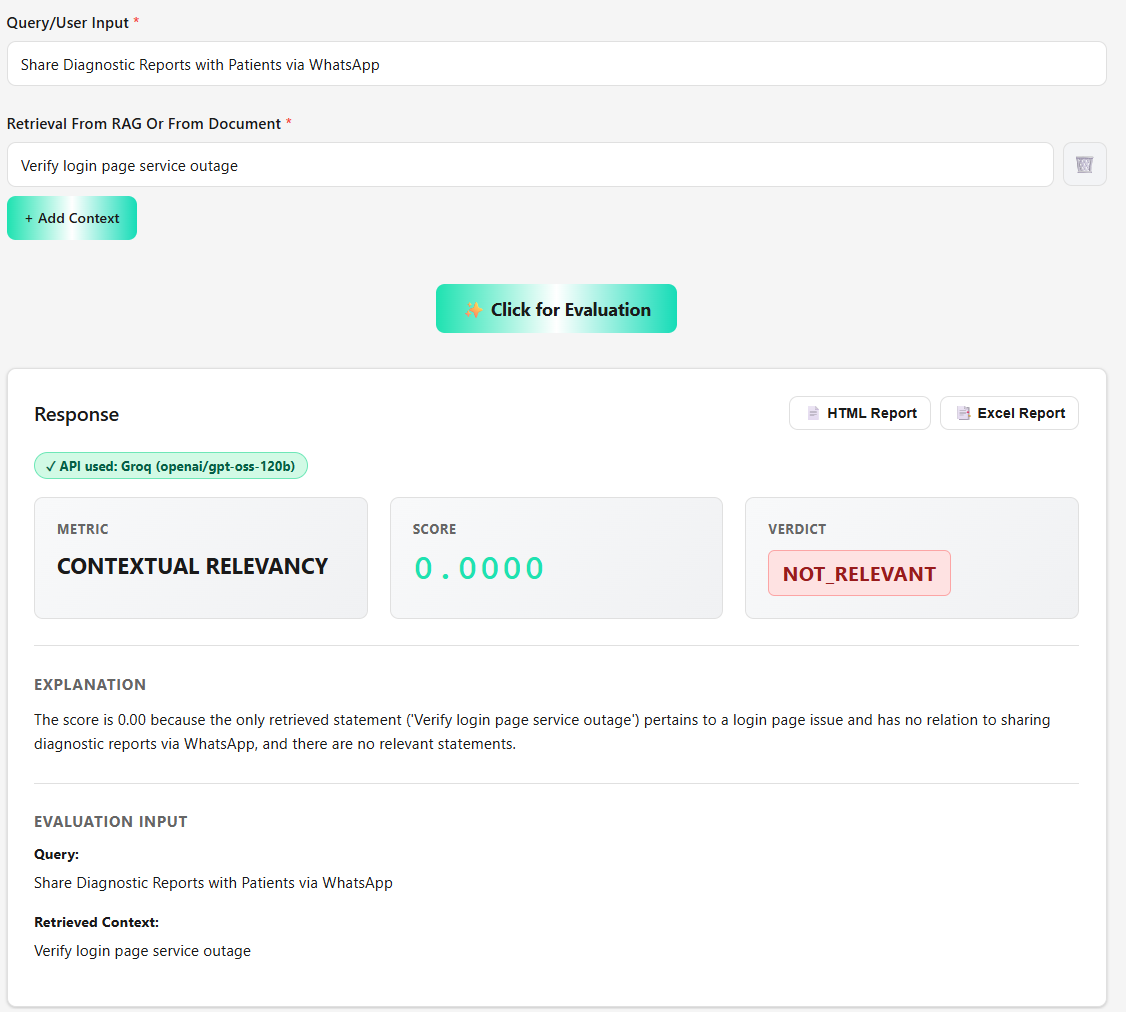 Query/User Input *
Share Diagnostic Reports with Patients via WhatsApp
Retrieval From RAG Or From Document *
Verify login page service outage
+ Add Context
✨ Click for Evaluation
Response
HTML Report
Excel Report
✓ API used: Groq (openai/gpt-oss-120b)
METRIC
CONTEXTUAL RELEVANCY
SCORE
0.0000
VERDICT
NOT_RELEVANT
EXPLANATION
The score is 0.00 because the only retrieved statement ('Verify login page service outage') pertains to a login page issue and has no relation to sharing
diagnostic reports via WhatsApp, and there are no relevant statements.
EVALUATION INPUT
Query:
Share Diagnostic Reports with Patients via WhatsApp
Retrieved Context:
Verify login page service outage